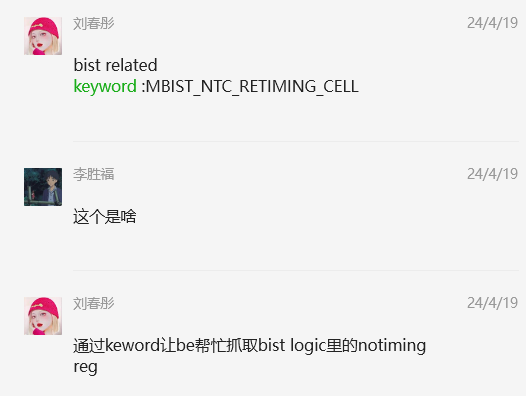 刘春彤
24/4/19
bist related
keyword :MBIST_NTC_RETIMING_CELL
李胜福
24/4/19
这个是啥
刘春彤
24/4/19
通过keword让be帮忙抓取bist logic里的notiming
reg